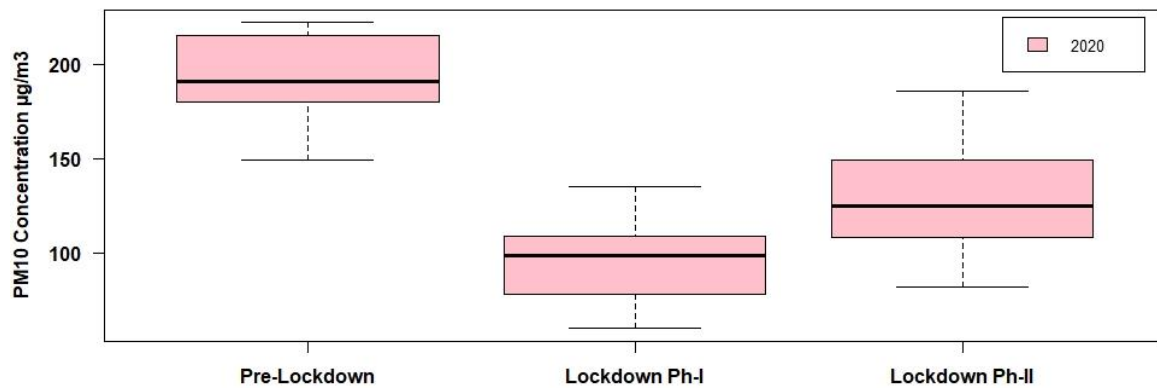 2020
PM10 Concentration µg/m3
200
150
100
Pre-Lockdown
Lockdown Ph-I
Lockdown Ph-II